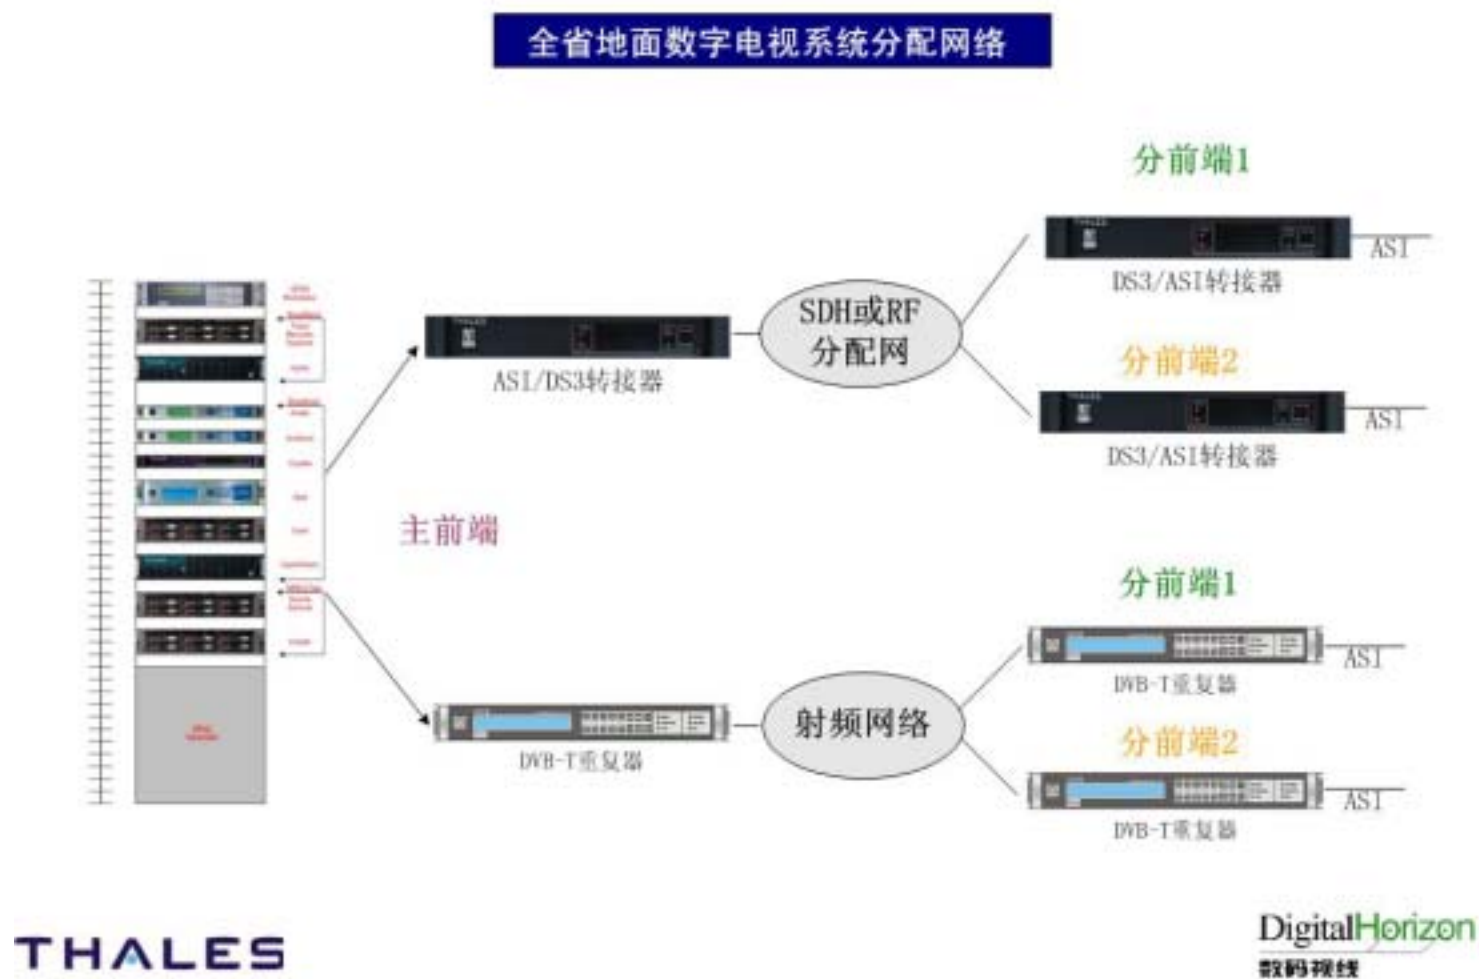 全省地面数字电视系统分配网络
分前端1
THALES
ASI
DS3/ASI转接器
THALES
ASI/DS3转接器
SDH或RF
分配网
分前端2
THALES
ASI
DS3/ASI转接器
主前端
分前端1
ASI
DVB-T重复器
DVB-T重复器
射频网络
分前端2
ASI
DVB-T重复器
THALES
DigitalHorizon
数码视线